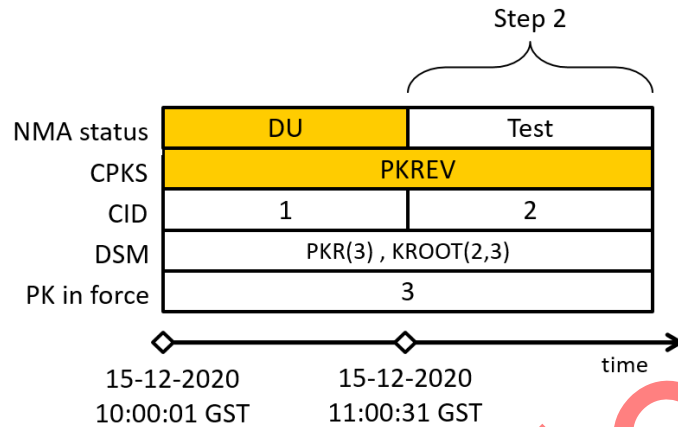 Step 2
NMA status DU Test
CPKS PKREV
CID 1 2
DSM PKR(3) , KROOT(2,3)
PK in force 3
time
15-12-2020 15-12-2020
10:00:01 GST 11:00:31 GST